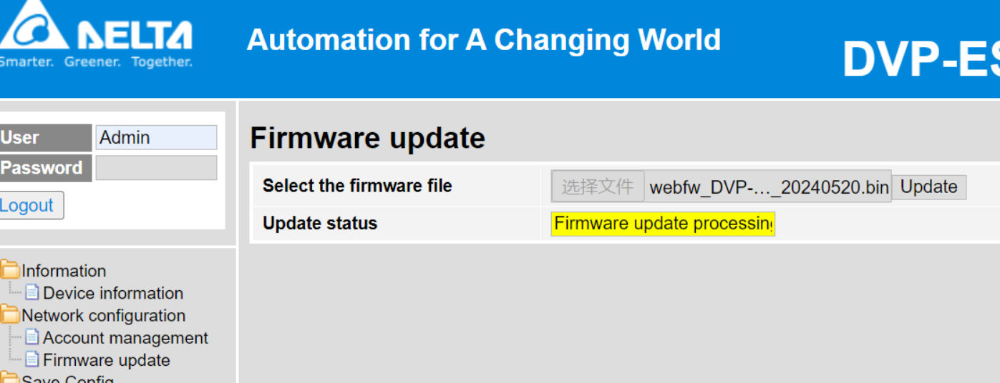 DELTA
Smarter. Greener. Together.
Automation for A Changing World
DVP-ES
User
Admin
Password
Logout
Firmware update
Select the firmware file
选择文件 webfw_DVP-..._20240520.bin Update
Update status
Firmware update processing
Information
Device information
Network configuration
Account management
Firmware update
Save Config